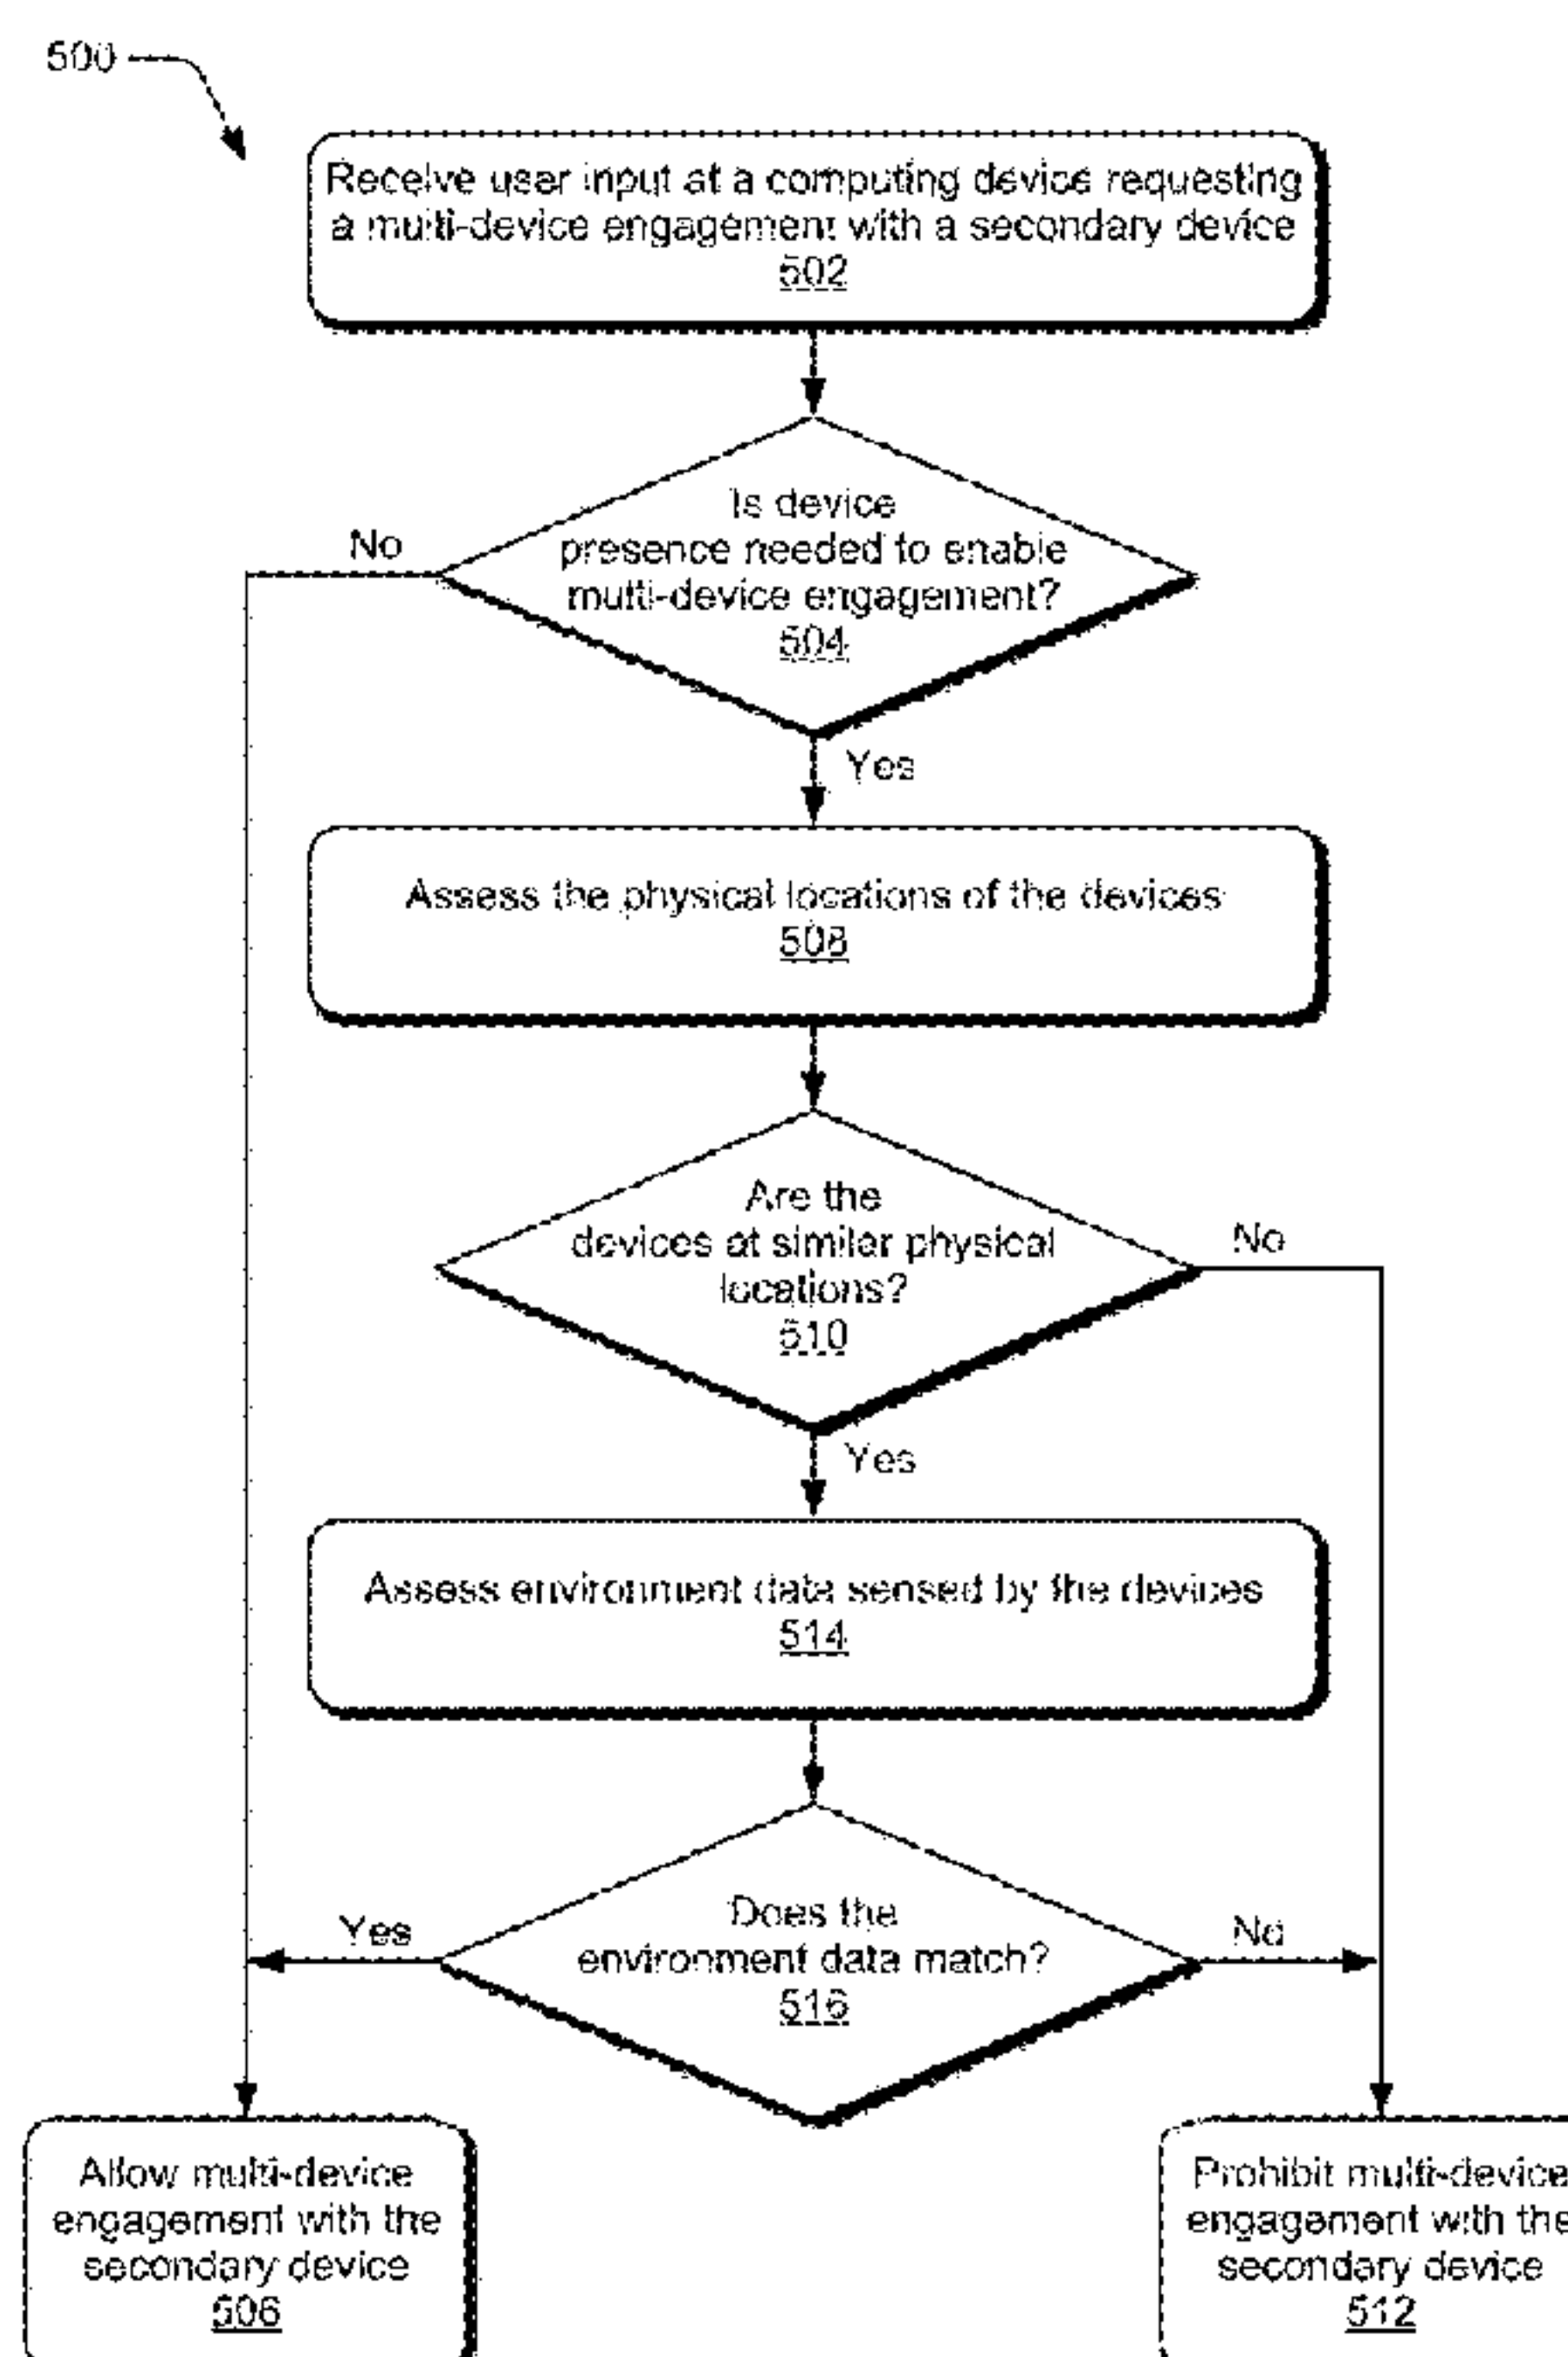 500
Receive user input at a computing device requesting
a multi-device engagement with a secondary device
502
Is device
presence needed to enable
multi-device engagement?
504
No
Yes
Assess the physical locations of the devices
508
Are the
devices at similar physical
locations?
510
No
Yes
Assess environment data sensed by the devices
514
Does the
environment data match?
516
Yes
No
Allow multi-device
engagement with the
secondary device
506
Prohibit multi-device
engagement with the
secondary device
512